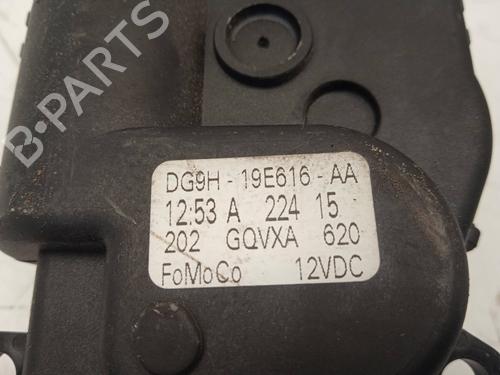 B-PARTS
DG9H - 19E616 - AA
12:53 A 224 15
202 GQVXA 620
FoMoCo 12VDC